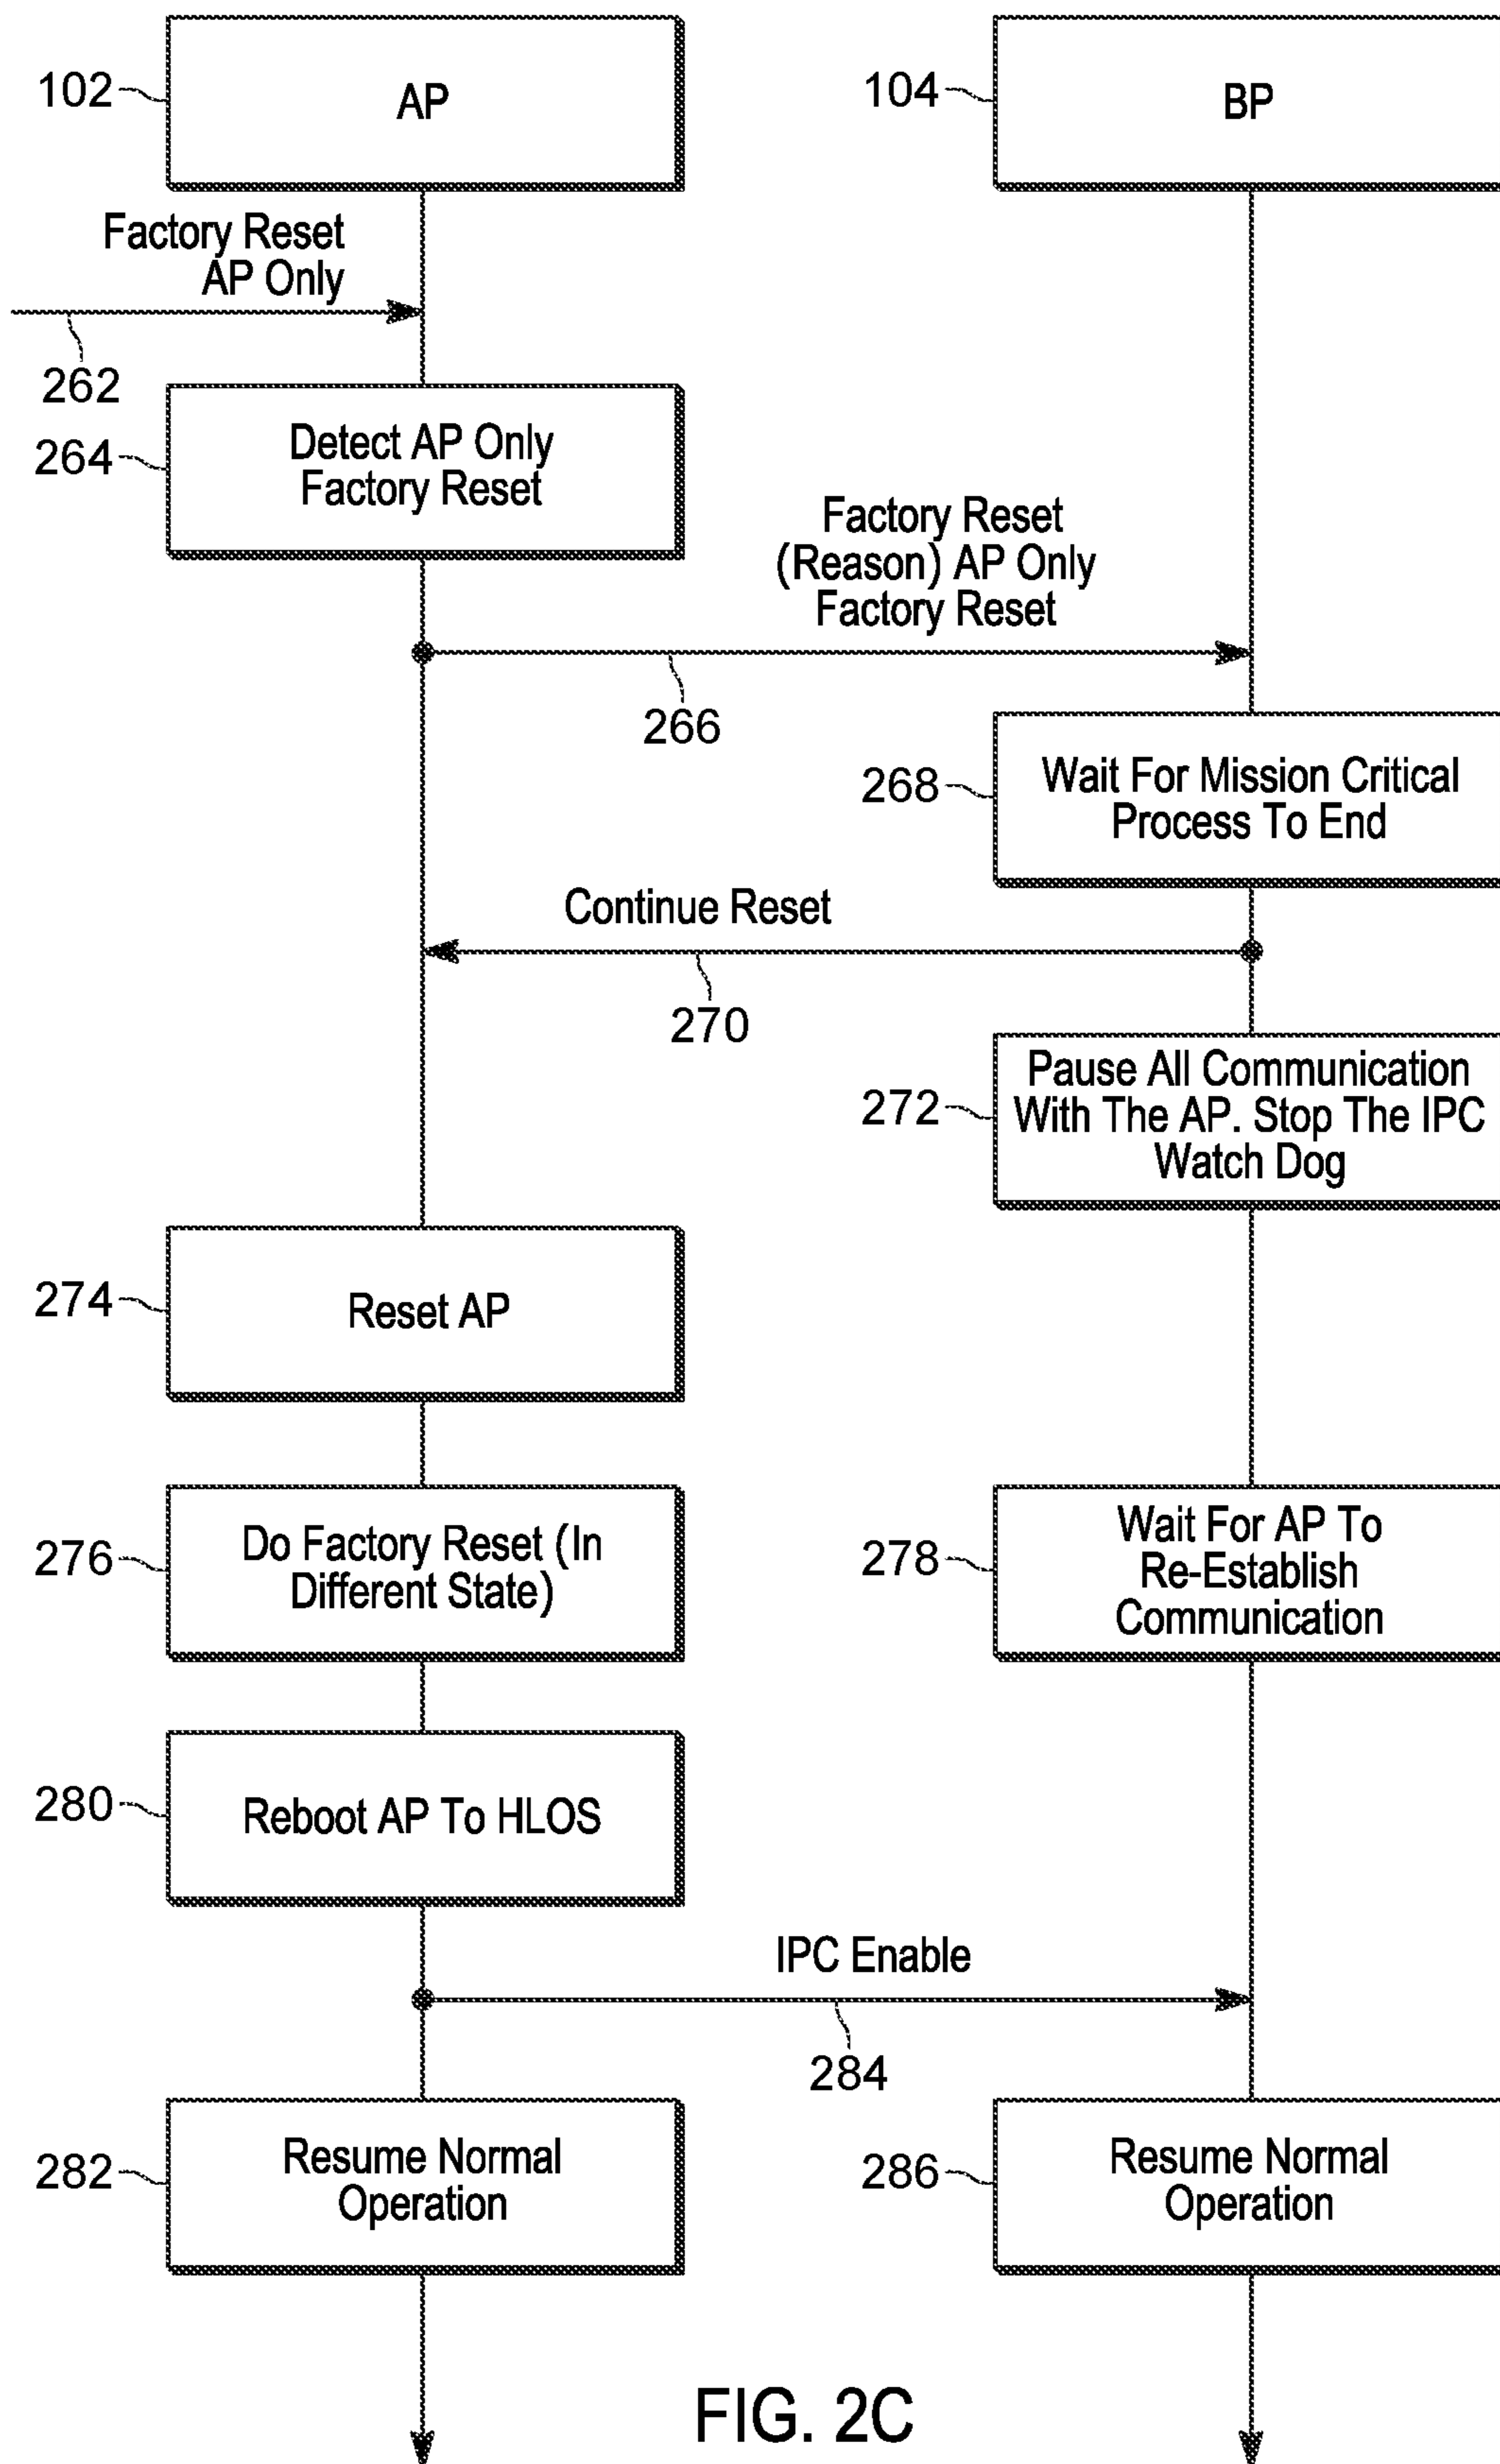 102
AP
104
BP
Factory Reset
AP Only
262
264
Detect AP Only
Factory Reset
Factory Reset
(Reason) AP Only
Factory Reset
266
268
Wait For Mission Critical
Process To End
Continue Reset
270
272
Pause All Communication
With The AP. Stop The IPC
Watch Dog
274
Reset AP
276
Do Factory Reset (In
Different State)
278
Wait For AP To
Re-Establish
Communication
280
Reboot AP To HLOS
IPC Enable
284
282
Resume Normal
Operation
286
Resume Normal
Operation
FIG. 2C